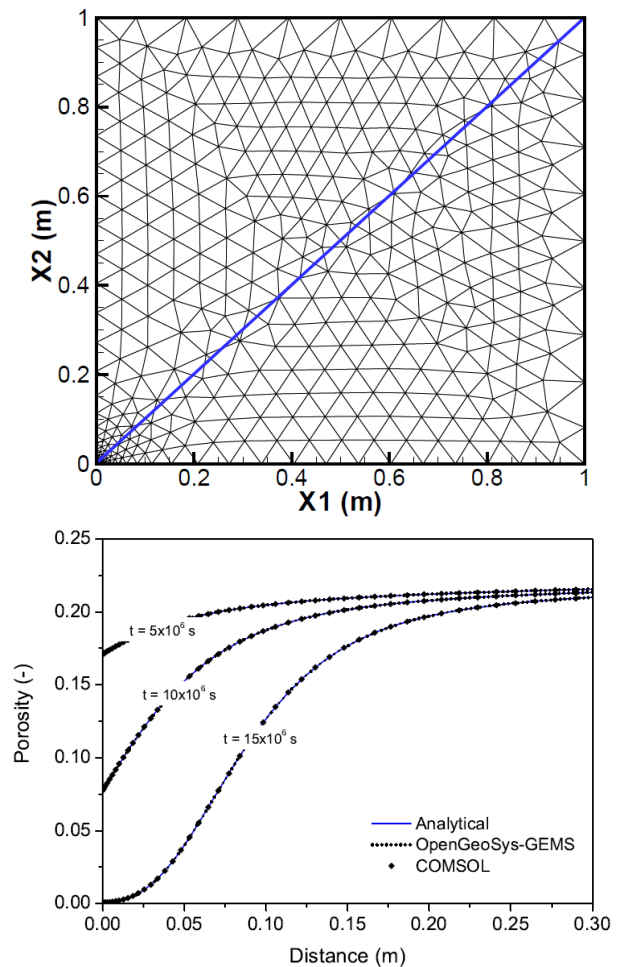 1
0.8
0.6
0.4
0.2
0
X2 (m)
0 0.2 0.4 0.6 0.8 1
X1 (m)
0.25
0.20
0.15
0.10
0.05
0.00
Porosity (-)
t = 5x10⁶ s
t = 10x10⁶ s
t = 15x10⁶ s
Analytical
OpenGeoSys-GEMS
COMSOL
0.00 0.05 0.10 0.15 0.20 0.25 0.30
Distance (m)